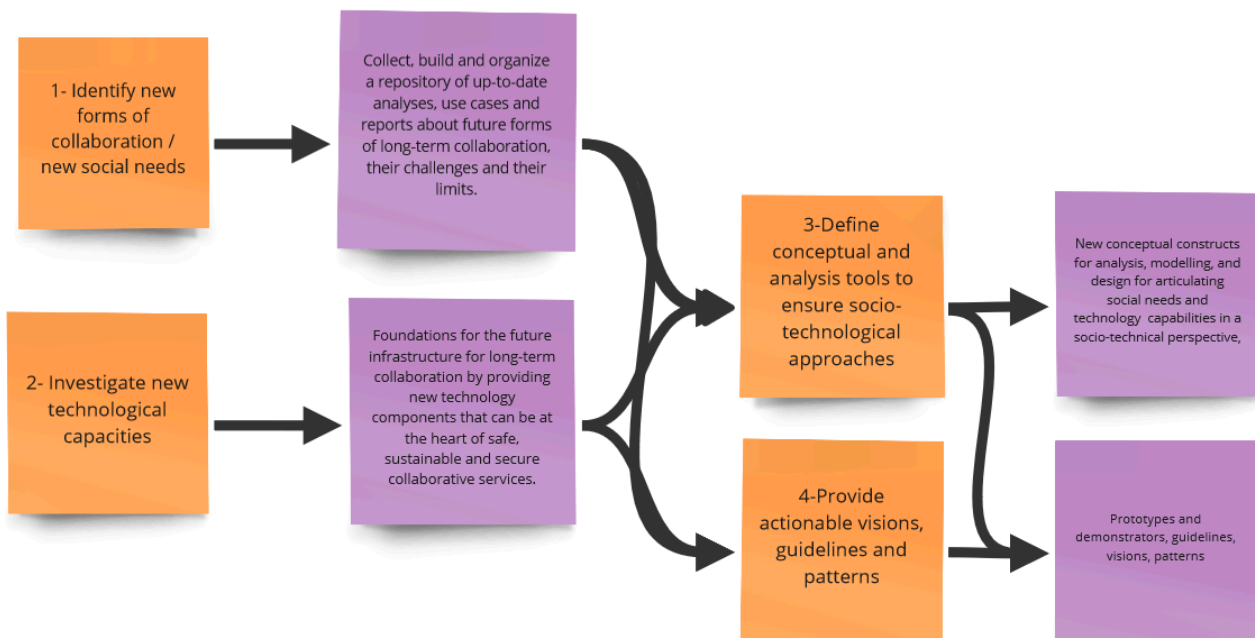 1- Identify new
forms of
collaboration /
new social needs
Collect, build and organize
a repository of up-to-date
analyses, use cases and
reports about future forms
of long-term collaboration,
their challenges and their
limits.
2- Investigate new
technological
capacities
Foundations for the future
infrastructure for long-term
collaboration by providing
new technology
components that can be at
the heart of safe,
sustainable and secure
collaborative services.
3-Define
conceptual and
analysis tools to
ensure socio-
technological
approaches
4-Provide
actionable visions,
guidelines and
patterns
New conceptual constructs
for analysis, modelling, and
design for articulating
social needs and
technology capabilities in a
socio-technical perspective,
Prototypes and
demonstrators, guidelines,
visions, patterns